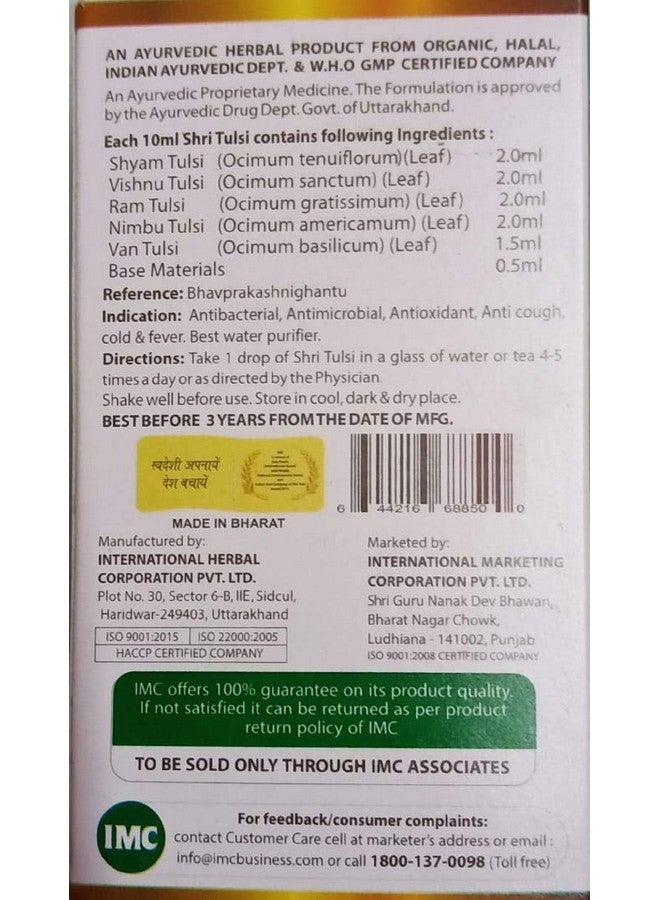 AN AYURVEDIC HERBAL PRODUCT FROM ORGANIC, HALAL,
INDIAN AYURVEDIC DEPT. & W.H.O GMP CERTIFIED COMPANY
An Ayurvedic Proprietary Medicine. The Formulation is approved
by the Ayurvedic Drug Dept. Govt. of Uttarakhand.
Each 10ml Shri Tulsi contains following Ingredients :
Shyam Tulsi (Ocimum tenuiflorum)(Leaf) 2.0ml
Vishnu Tulsi (Ocimum sanctum) (Leaf) 2.0ml
Ram Tulsi (Ocimum gratissimum) (Leaf) 2.0ml
Nimbu Tulsi (Ocimum americamum) (Leaf) 2.0ml
Van Tulsi (Ocimum basilicum) (Leaf) 1.5ml
Base Materials 0.5ml
Reference: Bhavprakashnighantu
Indication: Antibacterial, Antimicrobial, Antioxidant, Anti cough,
cold & fever. Best water purifier.
Directions: Take 1 drop of Shri Tulsi in a glass of water or tea 4-5
times a day or as directed by the Physician.
Shake well before use. Store in cool, dark & dry place.
BEST BEFORE 3 YEARS FROM THE DATE OF MFG.
स्वदेशी अपनायें
देश बचायें
6 44216 68850 0
MADE IN BHARAT
Manufactured by:
INTERNATIONAL HERBAL
CORPORATION PVT. LTD.
Plot No. 30, Sector 6-B, IIE, Sidcul,
Haridwar-249403, Uttarakhand
ISO 9001:2015 ISO 22000:2005
HACCP CERTIFIED COMPANY
Marketed by:
INTERNATIONAL MARKETING
CORPORATION PVT. LTD.
Shri Guru Nanak Dev Bhawan,
Bharat Nagar Chowk,
Ludhiana - 141002, Punjab
ISO 9001:2008 CERTIFIED COMPANY
IMC offers 100% guarantee on its product quality.
If not satisfied it can be returned as per product
return policy of IMC
TO BE SOLD ONLY THROUGH IMC ASSOCIATES
IMC
For feedback/consumer complaints:
contact Customer Care cell at marketer's address or email :
info@imcbusiness.com or call 1800-137-0098 (Toll free)